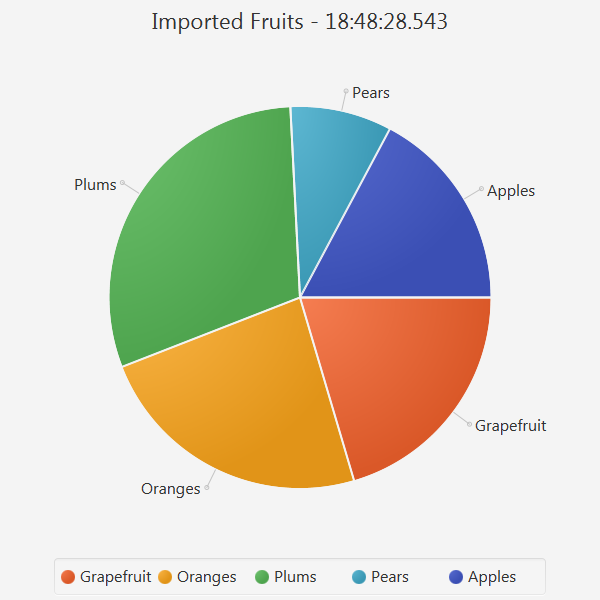 Imported Fruits - 18:48:28.543
Pears
Plums
Apples
Grapefruit
Oranges
Grapefruit Oranges Plums Pears Apples